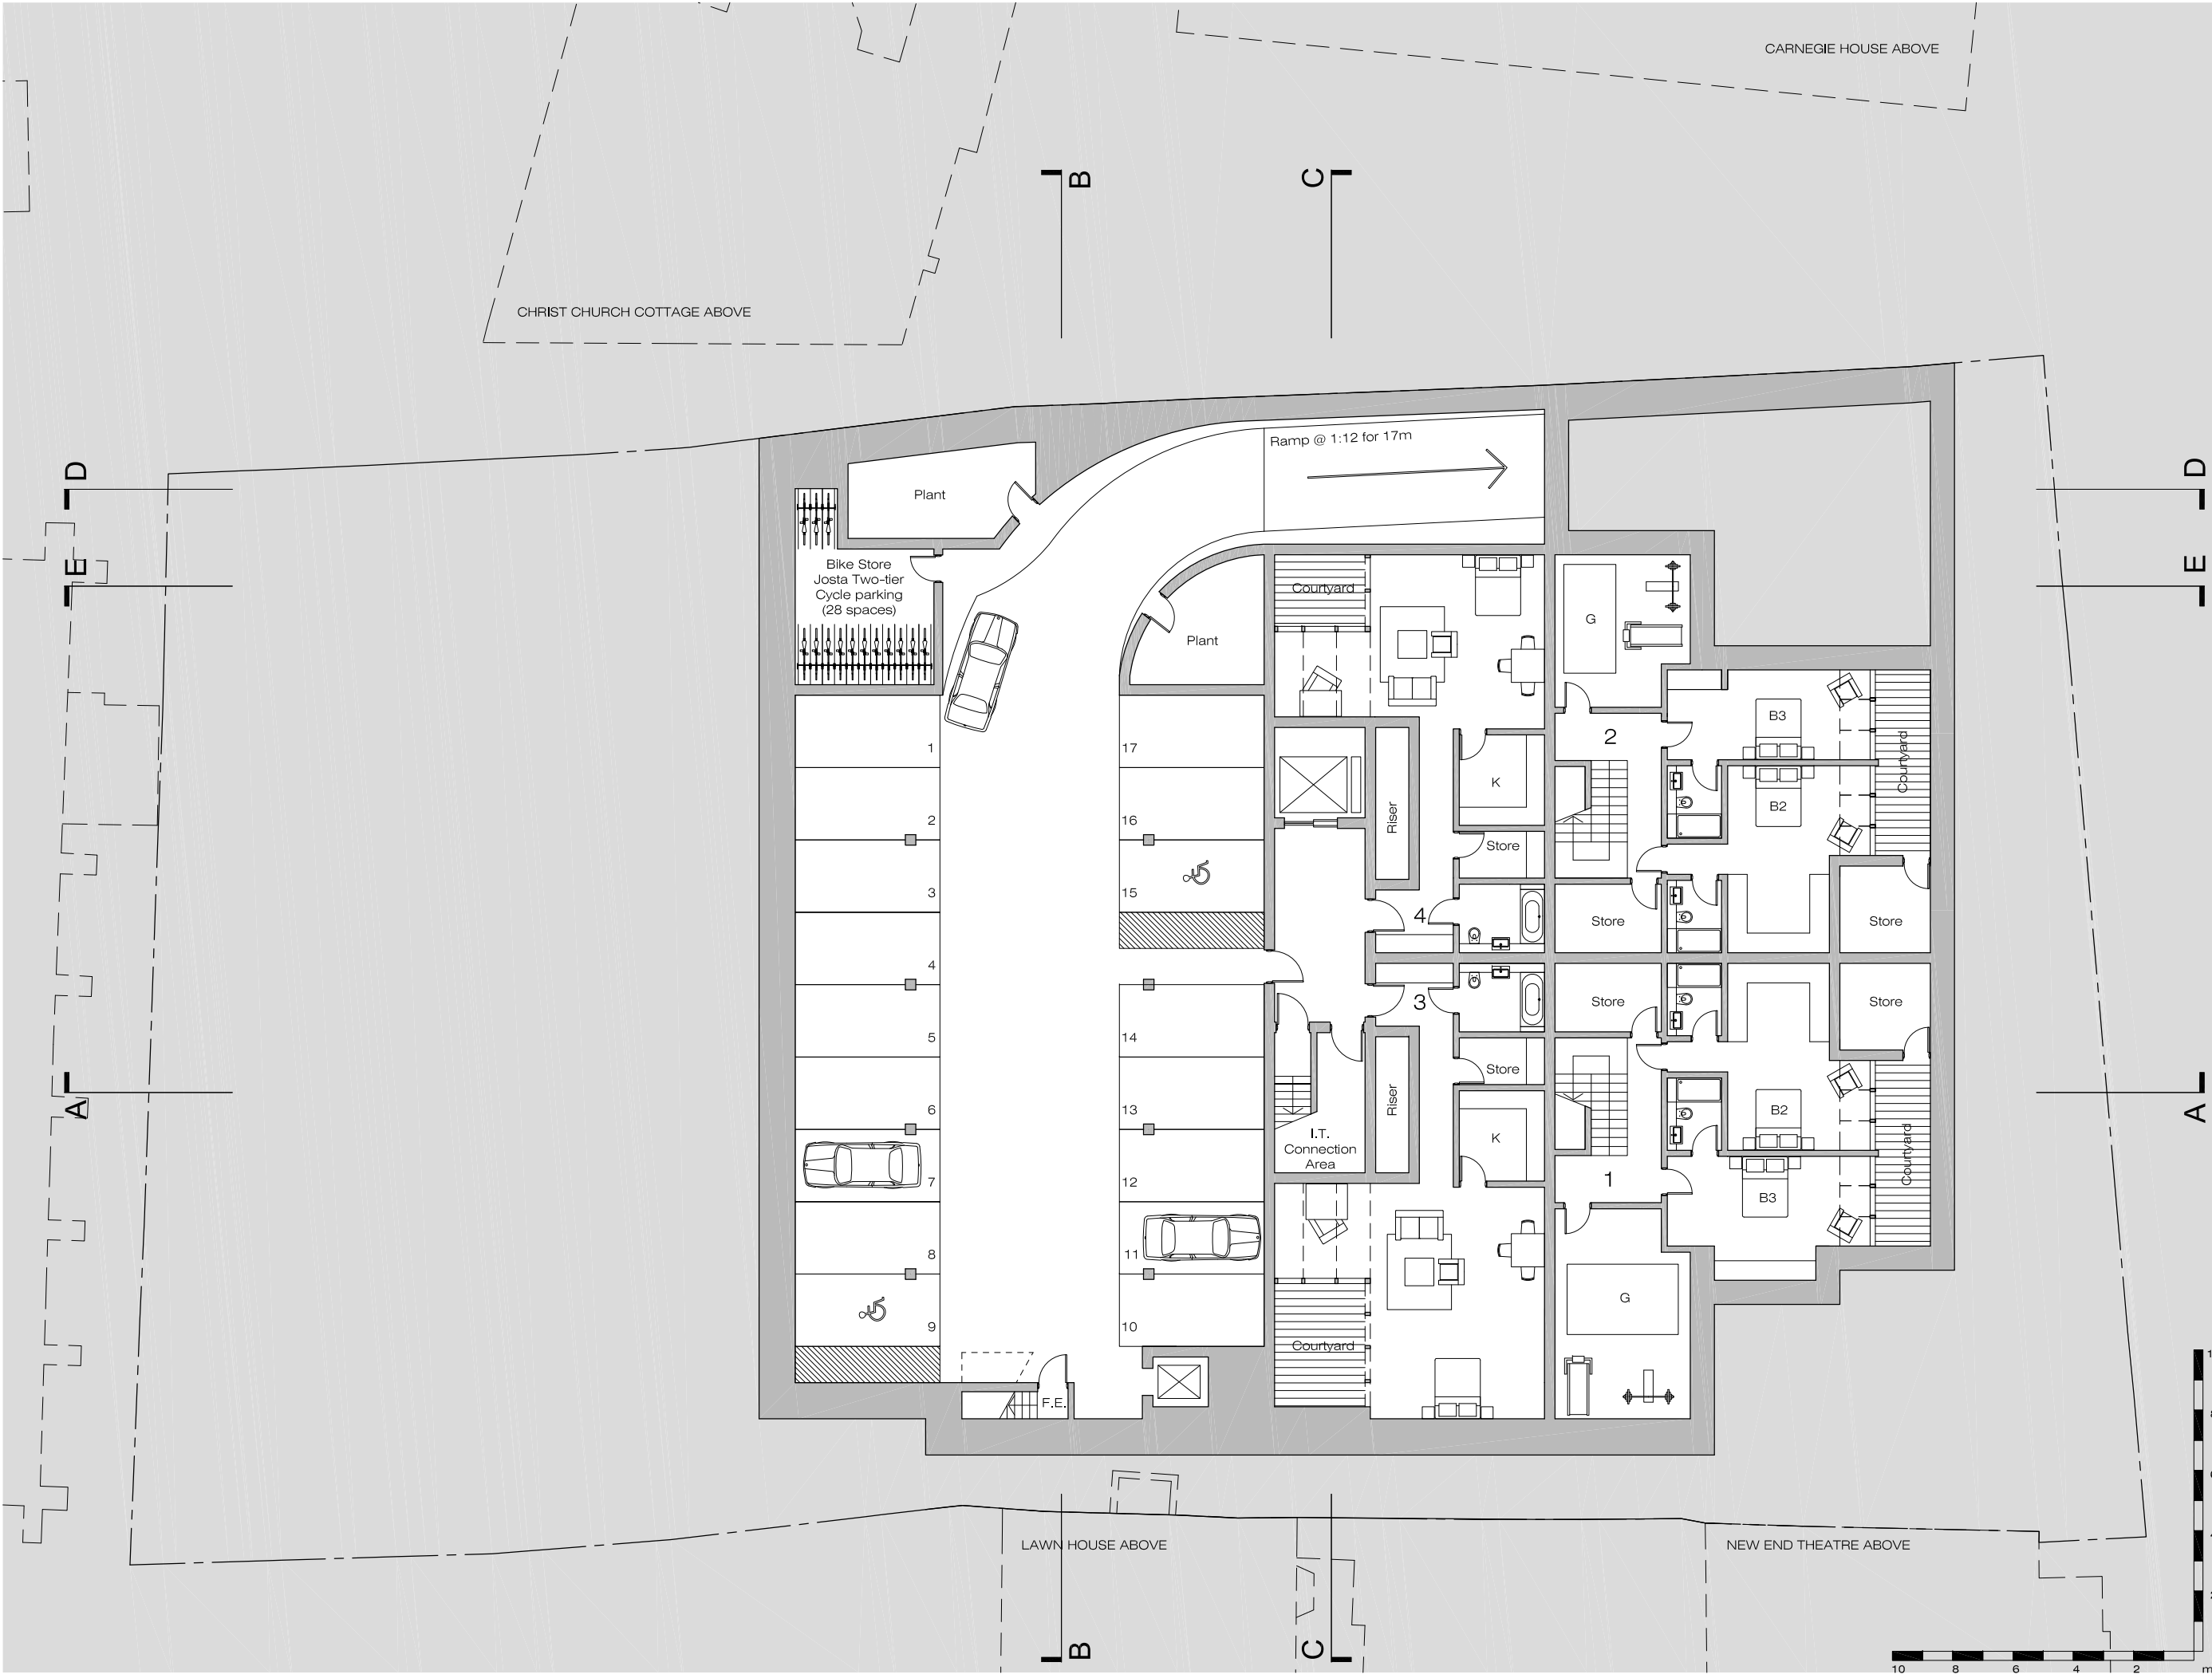 CARNEGIE HOUSE ABOVE
B
C
CHRIST CHURCH COTTAGE ABOVE
D
D
Ramp @ 1:12 for 17m
Plant
E
E
Bike Store
Josta Two-tier
Cycle parking
(28 spaces)
Courtyard
G
Plant
1
17
2
B3
Courtyard
K
B2
2
16
Riser
Store
3
15
4
Store
Store
4
3
Store
Store
5
14
Store
Riser
A
A
6
13
K
B2
I.T.
Connection
Area
Courtyard
7
12
1
B3
8
11
G
9
10
Courtyard
F.E.
LAWN HOUSE ABOVE
NEW END THEATRE ABOVE
B
C
10
8
6
4
2
m